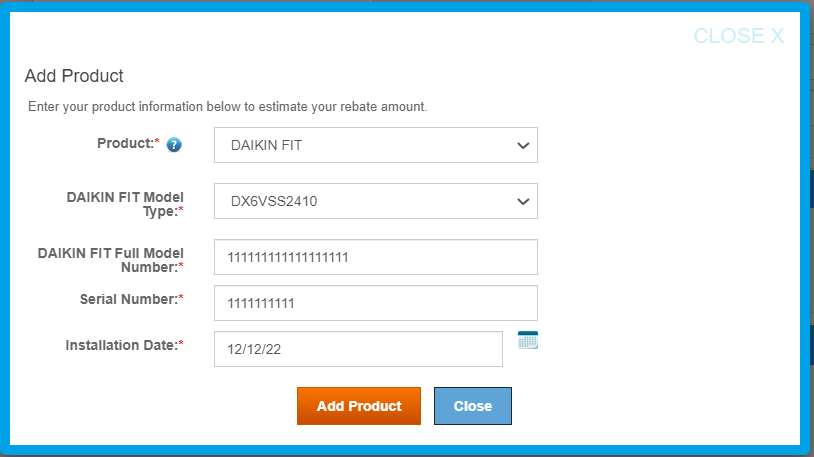 CLOSE X
Add Product
Enter your product information below to estimate your rebate amount.
Product:* ? DAIKIN FIT
DAIKIN FIT Model
Type:* DX6VSS2410
DAIKIN FIT Full Model
Number:* 111111111111111111
Serial Number:* 1111111111
Installation Date:* 12/12/22
Add Product Close